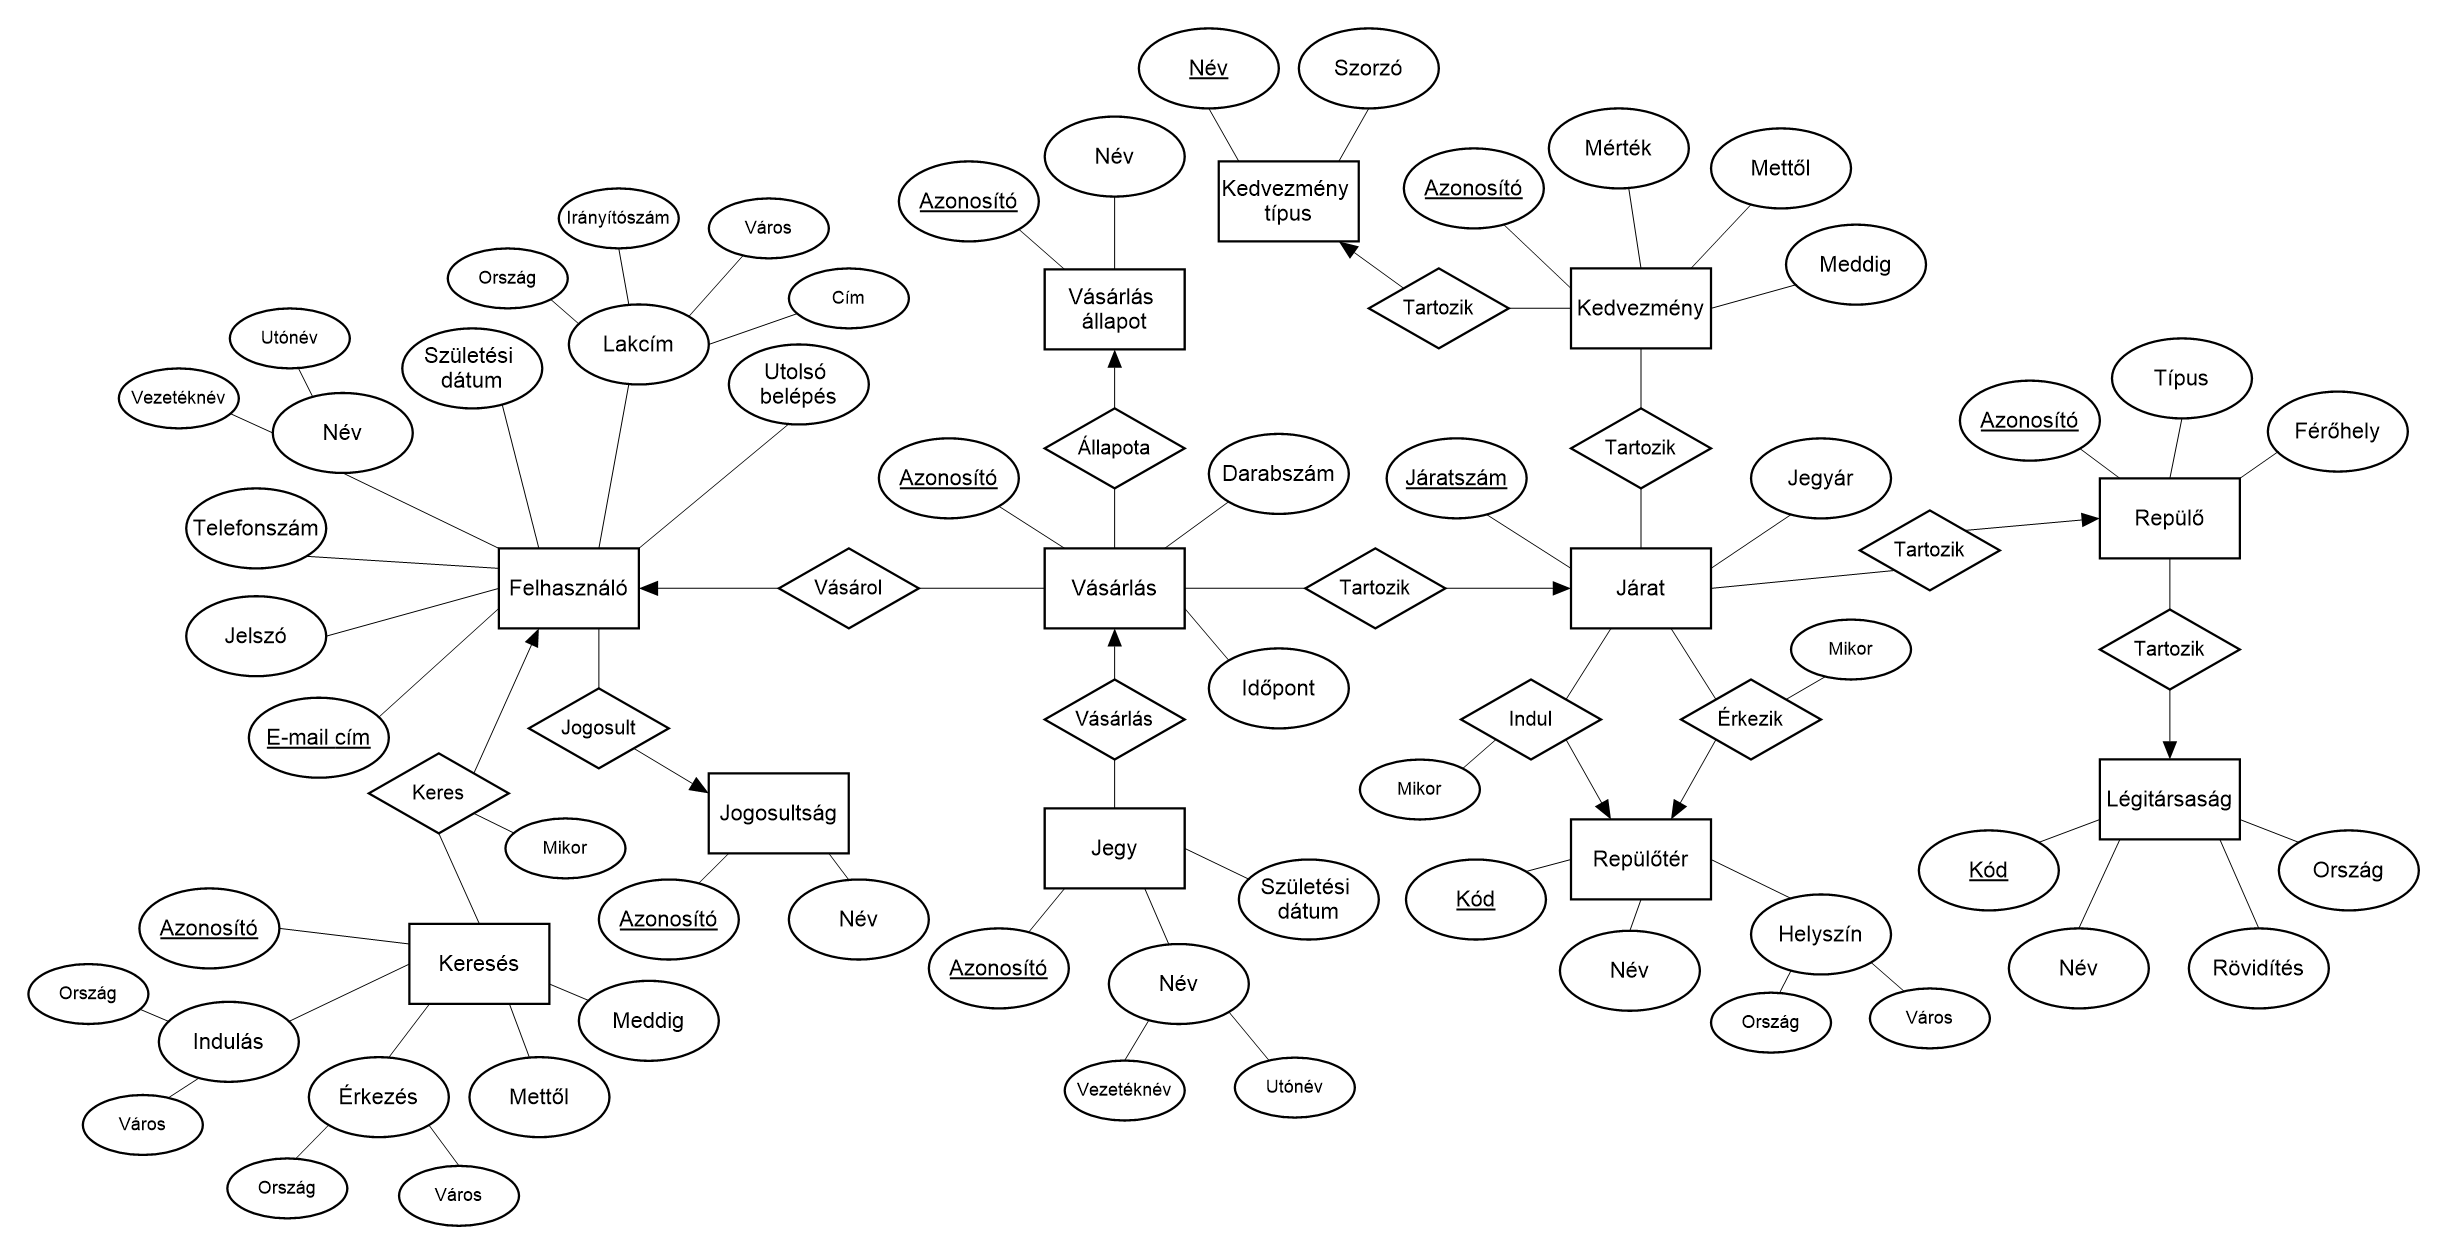 Név
Szorzó
Név
Mérték
Mettől
Azonosító
Azonosító
Kedvezmény
típus
Meddig
Irányítószám
Város
Ország
Cím
Vásárlás
állapot
Tartozik
Kedvezmény
Utónév
Vezetéknév
Név
Születési
dátum
Lakcím
Utolsó
belépés
Típus
Azonosító
Férőhely
Állapota
Tartozik
Azonosító
Darabszám
Járatszám
Jegyár
Telefonszám
Repülő
Tartozik
Felhasználó
Vásárol
Vásárlás
Tartozik
Járat
Jelszó
Mikor
Tartozik
Időpont
E-mail cím
Jogosult
Vásárlás
Indul
Érkezik
Keres
Mikor
Légitársaság
Jogosultság
Mikor
Jegy
Repülőtér
Kód
Ország
Azonosító
Azonosító
Név
Születési
dátum
Kód
Helyszín
Keresés
Azonosító
Név
Név
Név
Rövidítés
Ország
Indulás
Meddig
Ország
Város
Érkezés
Mettől
Vezetéknév
Utónév
Város
Ország
Város